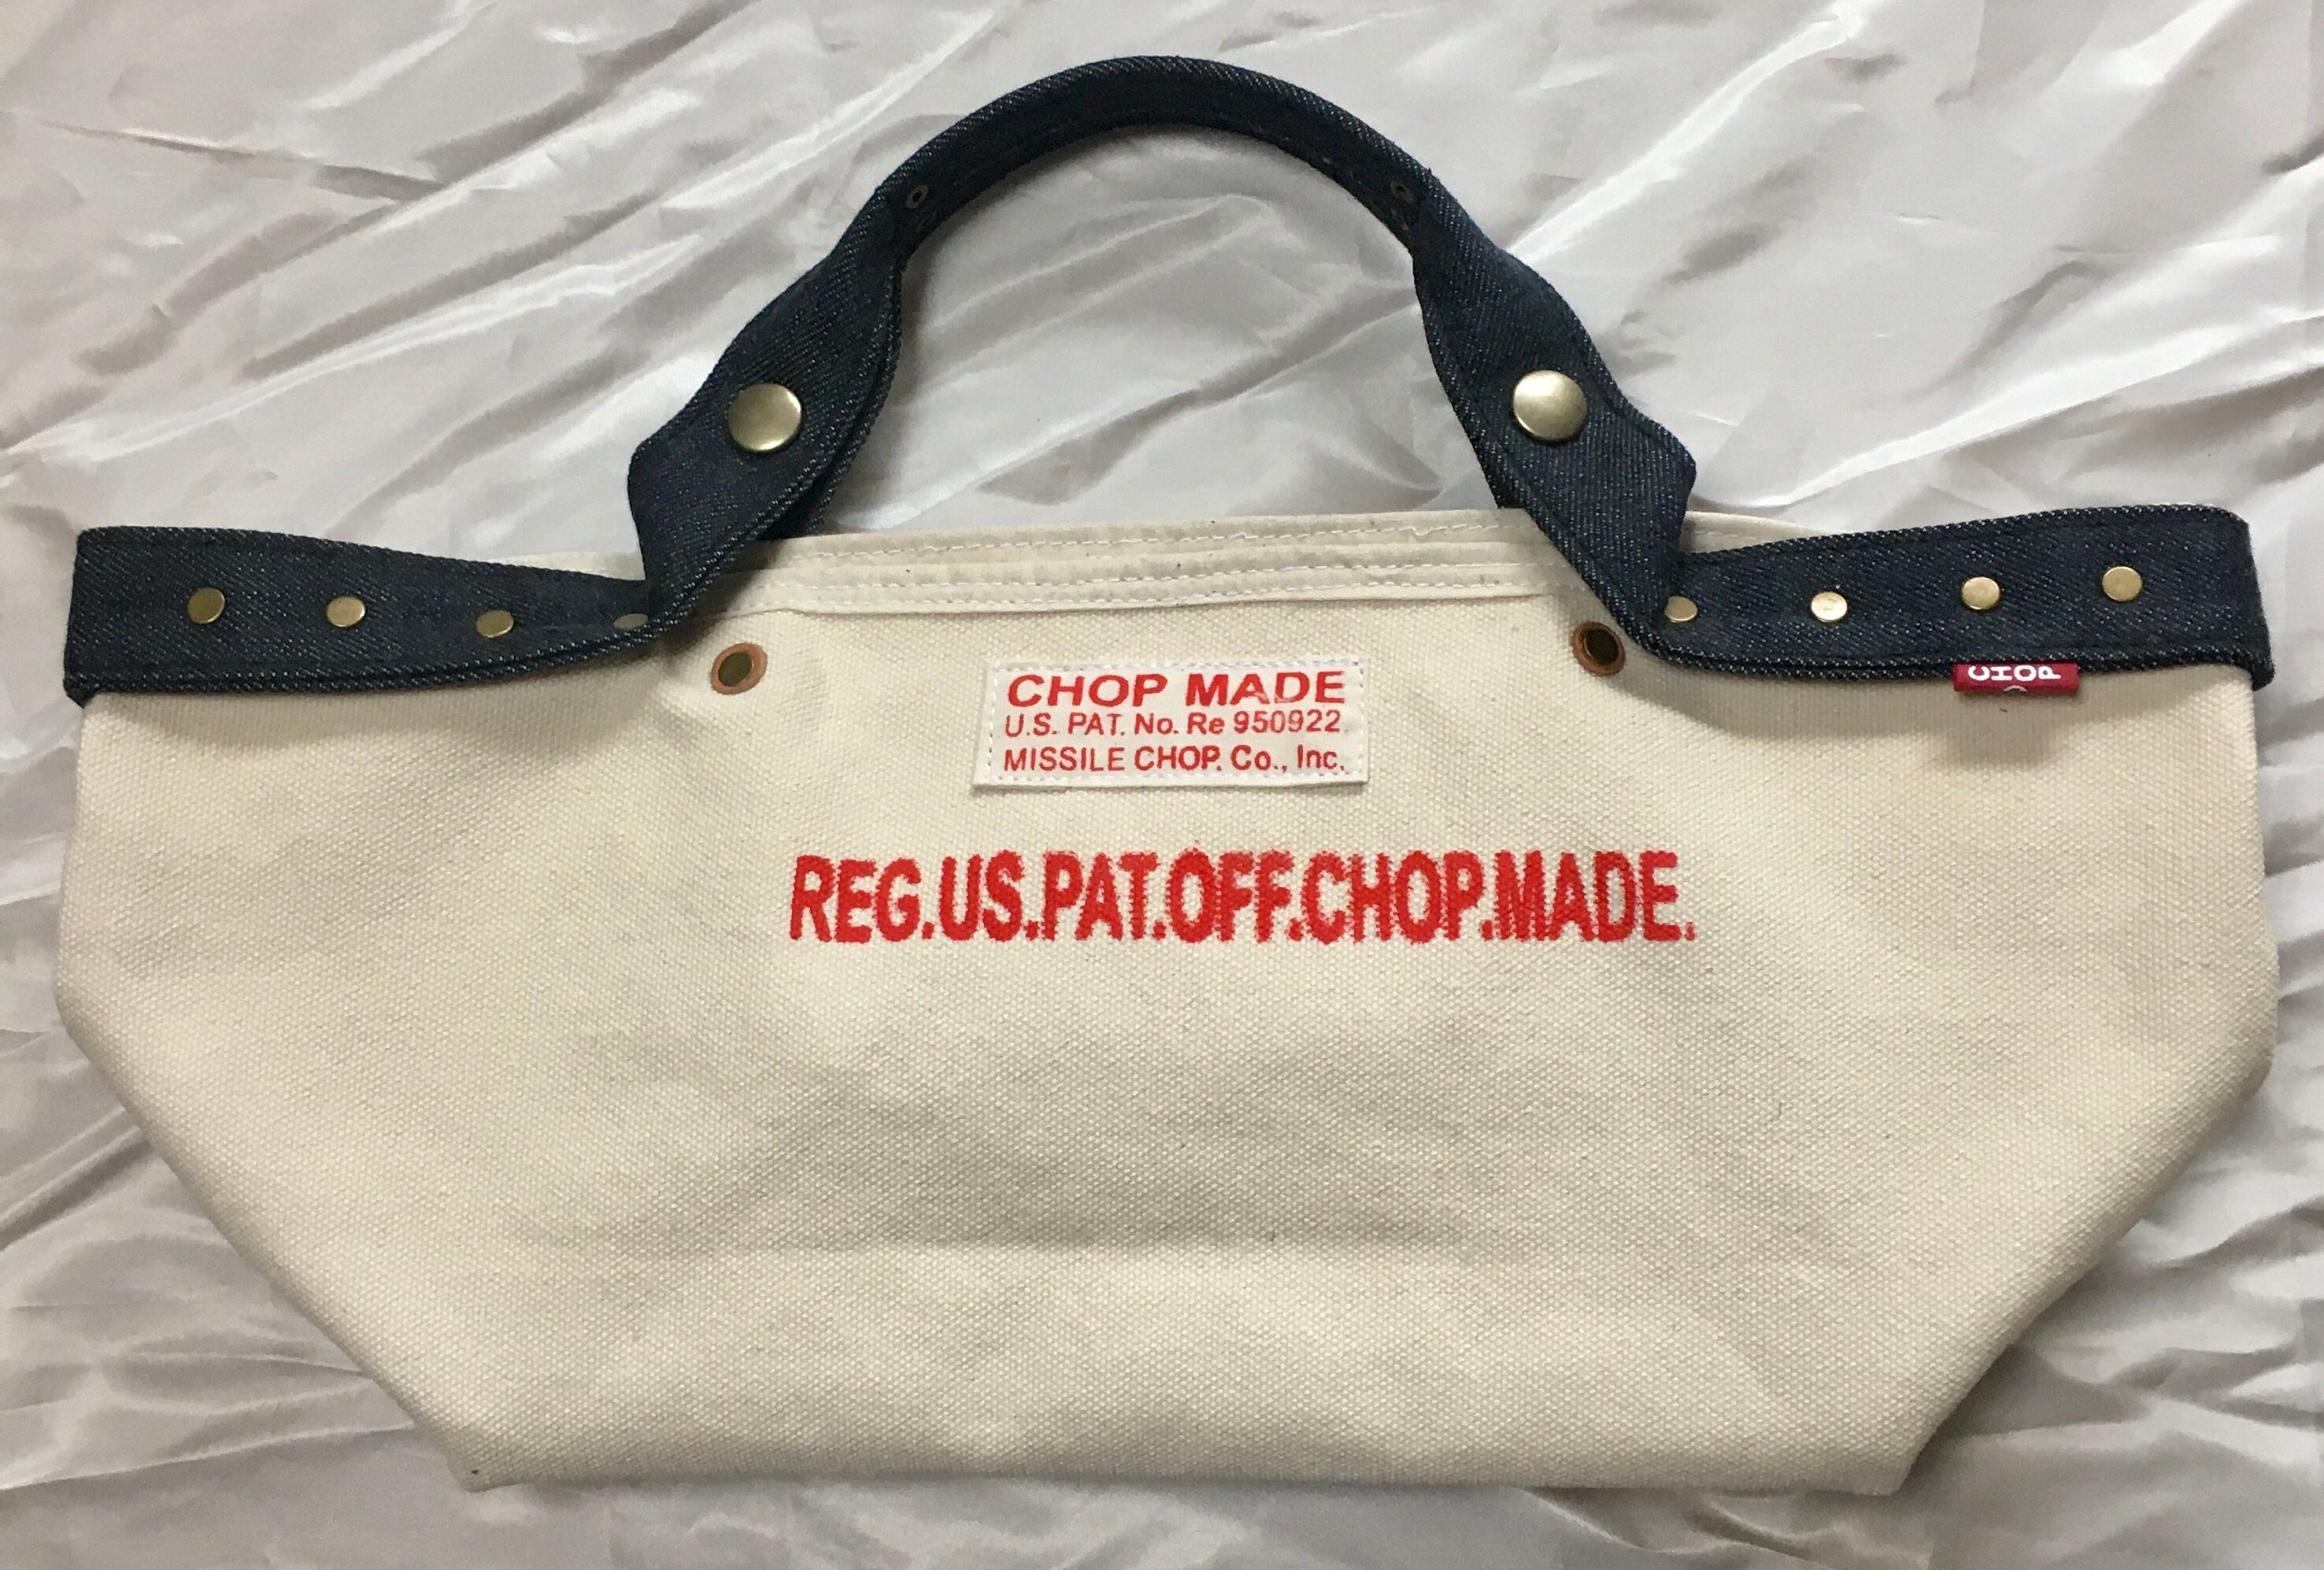 CHOP
CHOP MADE
U.S. PAT. No. Re 950922
MISSILE CHOP. Co., Inc.
REG.US.PAT.OFF.CHOP.MADE.